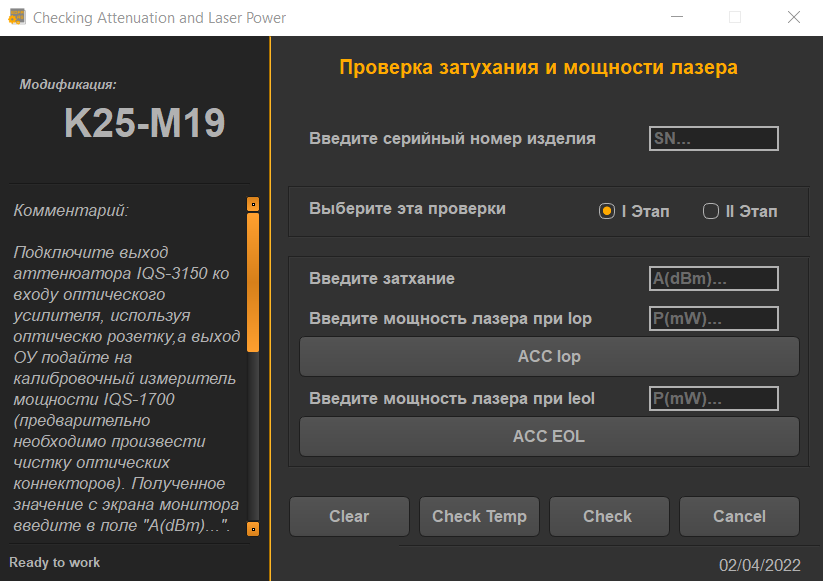 Checking Attenuation and Laser Power
Модификация:
K25-M19
Комментарий:
Подключите выход
аттенюатора IQS-3150 ко
входу оптического
усилителя, используя
оптическю розетку,а выход
ОУ подайте на
калибровочный измеритель
мощности IQS-1700
(предварительно
необходимо произвести
чистку оптических
коннекторов). Полученное
значение с экрана монитора
введите в поле "A(dBm)...".
Ready to work
Проверка затухания и мощности лазера
Введите серийный номер изделия SN...
Выберите эта проверки I Этап II Этап
Введите затхание A(dBm)...
Введите мощность лазера при Iop P(mW)...
ACC Iop
Введите мощность лазера при Ieol P(mW)...
ACC EOL
Clear Check Temp Check Cancel
02/04/2022